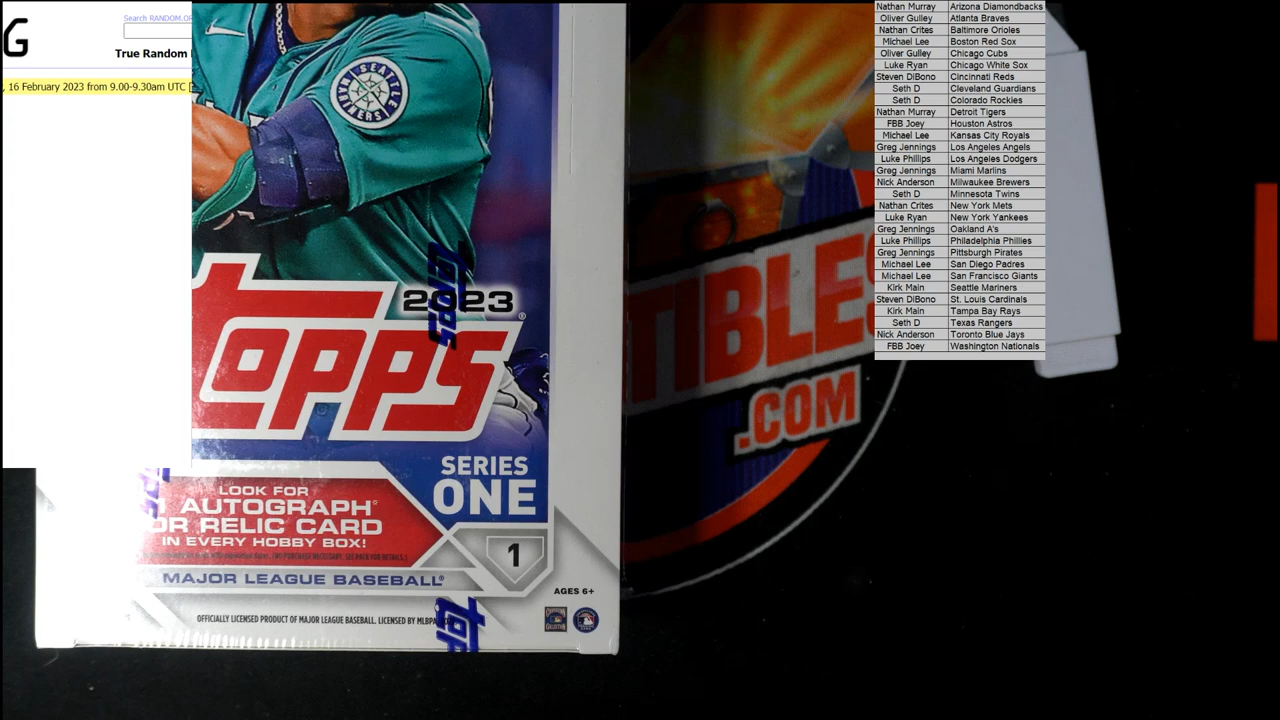 G
Search RANDOM.OR
True Random
, 16 February 2023 from 9.00-9.30am UTC [
SEATTLE
MARINERS
2023
topps
topps
SERIES
ONE
LOOK FOR
1 AUTOGRAPH
OR RELIC CARD
IN EVERY HOBBY BOX!
MAJOR LEAGUE BASEBALL®
1
AGES 6+
OFFICIALLY LICENSED PRODUCT OF MAJOR LEAGUE BASEBALL. LICENSED BY MLBPA
top
TIBLES
.COM
Nathan Murray Arizona Diamondbacks
Oliver Gulley Atlanta Braves
Nathan Crites Baltimore Orioles
Michael Lee Boston Red Sox
Oliver Gulley Chicago Cubs
Luke Ryan Chicago White Sox
Steven DiBono Cincinnati Reds
Seth D Cleveland Guardians
Seth D Colorado Rockies
Nathan Murray Detroit Tigers
FBB Joey Houston Astros
Michael Lee Kansas City Royals
Greg Jennings Los Angeles Angels
Luke Phillips Los Angeles Dodgers
Greg Jennings Miami Marlins
Nick Anderson Milwaukee Brewers
Seth D Minnesota Twins
Nathan Crites New York Mets
Luke Ryan New York Yankees
Greg Jennings Oakland A's
Luke Phillips Philadelphia Phillies
Greg Jennings Pittsburgh Pirates
Michael Lee San Diego Padres
Michael Lee San Francisco Giants
Kirk Main Seattle Mariners
Steven DiBono St. Louis Cardinals
Kirk Main Tampa Bay Rays
Seth D Texas Rangers
Nick Anderson Toronto Blue Jays
FBB Joey Washington Nationals